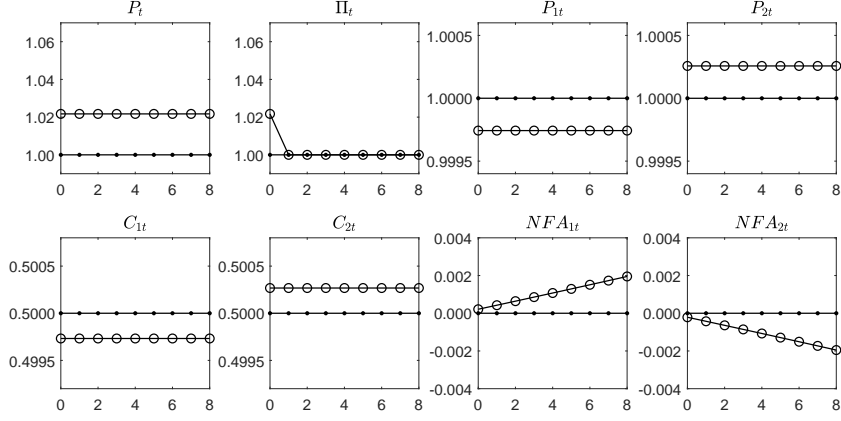 P_t Π_t P_{1t} P_{2t}
1.06 1.06 1.0005 1.0005
1.04 1.04
1.02 1.02 1.0000 1.0000
1.00 1.00 0.9995 0.9995
0 2 4 6 8 0 2 4 6 8 0 2 4 6 8 0 2 4 6 8
C_{1t} C_{2t} NFA_{1t} NFA_{2t}
0.004 0.004
0.5005 0.5005 0.002 0.002
0.5000 0.5000 0.000 0.000
0.4995 0.4995 -0.002 -0.002
-0.004 -0.004
0 2 4 6 8 0 2 4 6 8 0 2 4 6 8 0 2 4 6 8